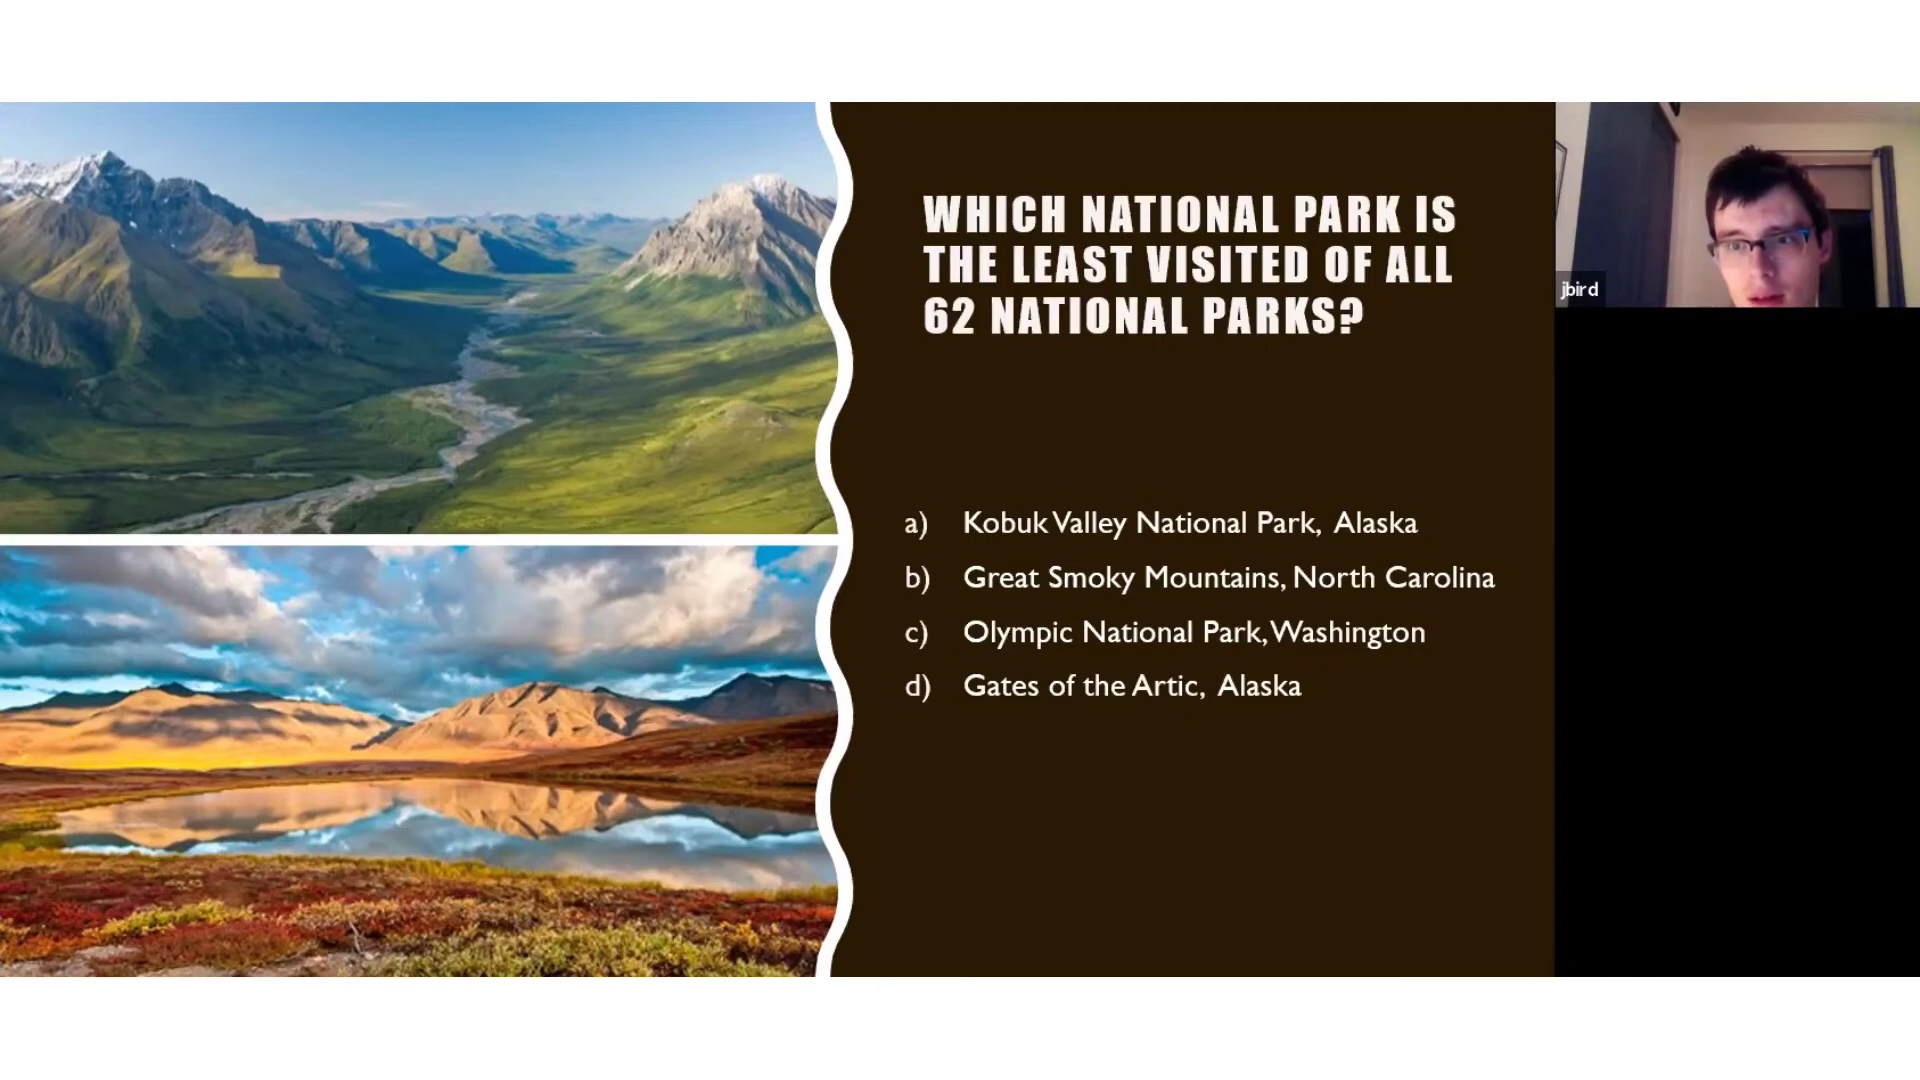 WHICH NATIONAL PARK IS
THE LEAST VISITED OF ALL
62 NATIONAL PARKS?
a) Kobuk Valley National Park, Alaska
b) Great Smoky Mountains, North Carolina
c) Olympic National Park, Washington
d) Gates of the Artic, Alaska
jbird